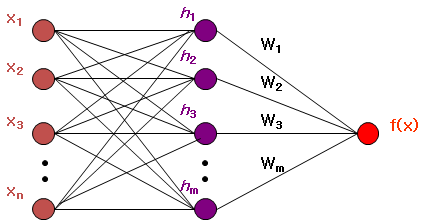 x₁ h₁ W₁
x₂ h₂ W₂
x₃ h₃ W₃ f(x)
xₙ hₘ Wₘ